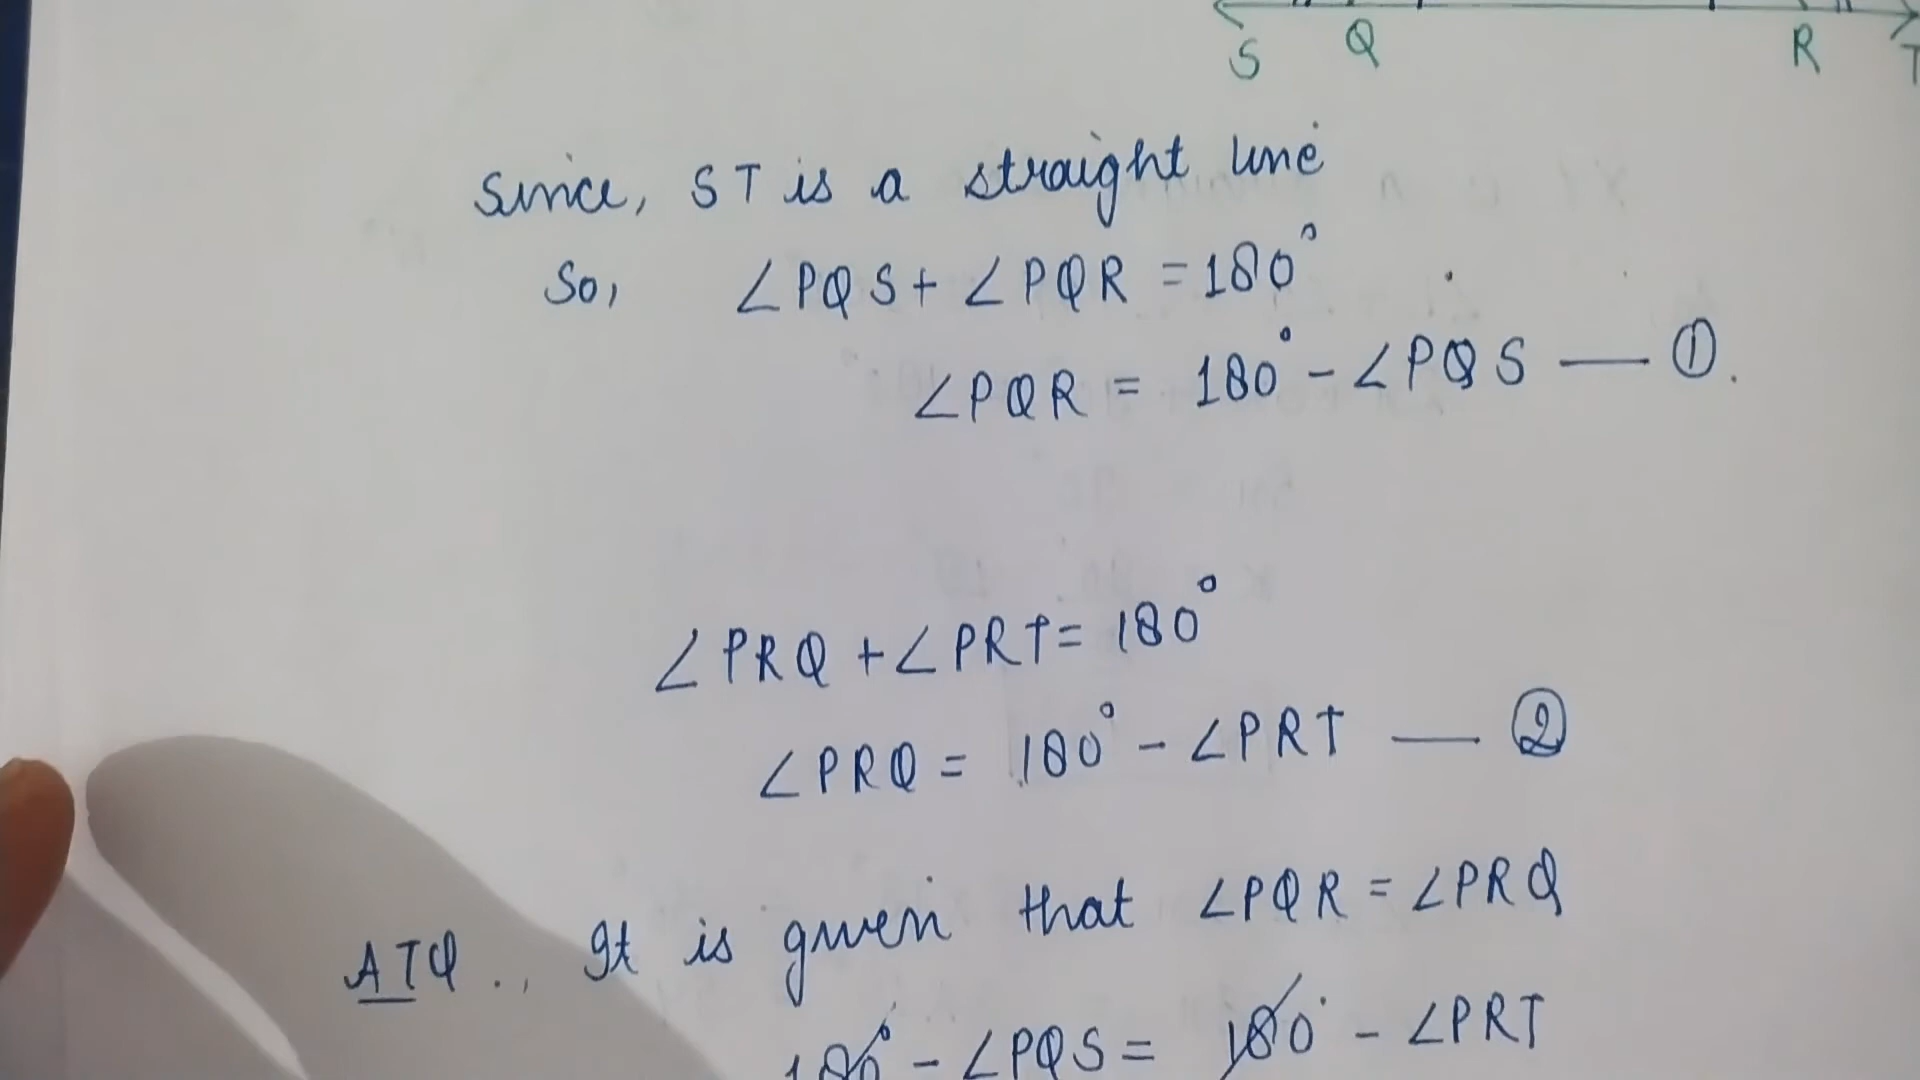 S Q R T
Since, ST is a straight line
So, ∠PQS + ∠PQR = 180°
∠PQR = 180° - ∠PQS — ①.
∠PRQ + ∠PRT = 180°
∠PRQ = 180° - ∠PRT — ②
ATQ., It is given that ∠PQR = ∠PRQ
180° - ∠PQS = 180° - ∠PRT